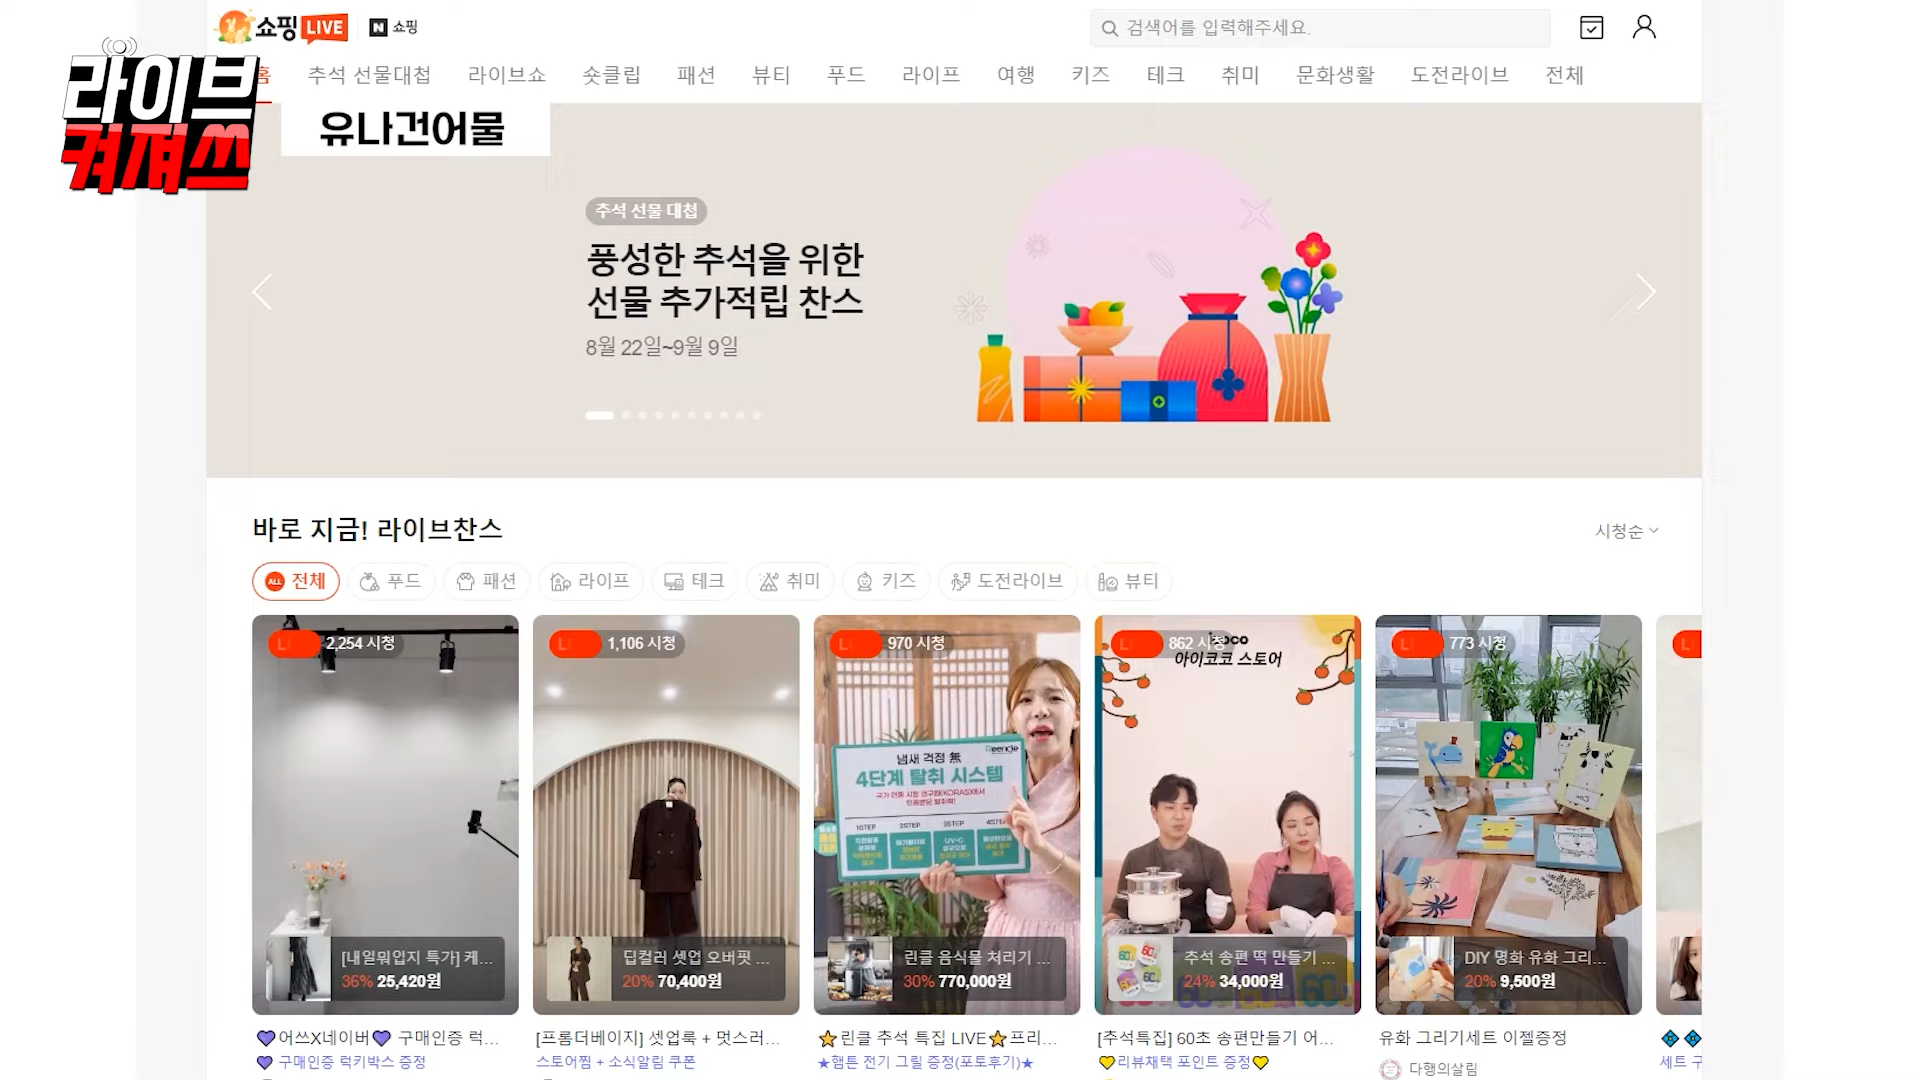 쇼핑 LIVE N 쇼핑
검색어를 입력해주세요.
라이브
켜져쓰
홈 추석 선물대첩 라이브쇼 숏클립 패션 뷰티 푸드 라이프 여행 키즈 테크 취미 문화생활 도전라이브 전체
유나건어물
추석 선물 대첩
풍성한 추석을 위한
선물 추가적립 찬스
8월 22일~9월 9일
바로 지금! 라이브찬스
시청순
ALL 전체 푸드 패션 라이프 테크 취미 키즈 도전라이브 뷰티
2,254 시청
[내일뭐입지 특가] 케...
36% 25,420원
💜어쓰X네이버💜 구매인증 럭...
💜 구매인증 럭키박스 증정
1,106 시청
딥컬러 셋업 오버핏 ...
20% 70,400원
[프롬더베이지] 셋업룩 + 멋스러...
스토어찜 + 소식알림 쿠폰
970 시청
Reencle
냄새 걱정 無
4단계 탈취 시스템
1STEP 2STEP 3STEP 4STEP
UV-C
린클 음식물 처리기 ...
30% 770,000원
⭐린클 추석 특집 LIVE⭐프리...
★햄튼 전기 그릴 증정(포토후기)★
862 시청
아이코코 스토어
추석 송편 떡 만들기 ...
24% 34,000원
[추석특집] 60초 송편만들기 어...
💛리뷰채택 포인트 증정💛
773 시청
DIY 명화 유화 그리...
20% 9,500원
유화 그리기세트 이젤증정
다행의살림
세트 구